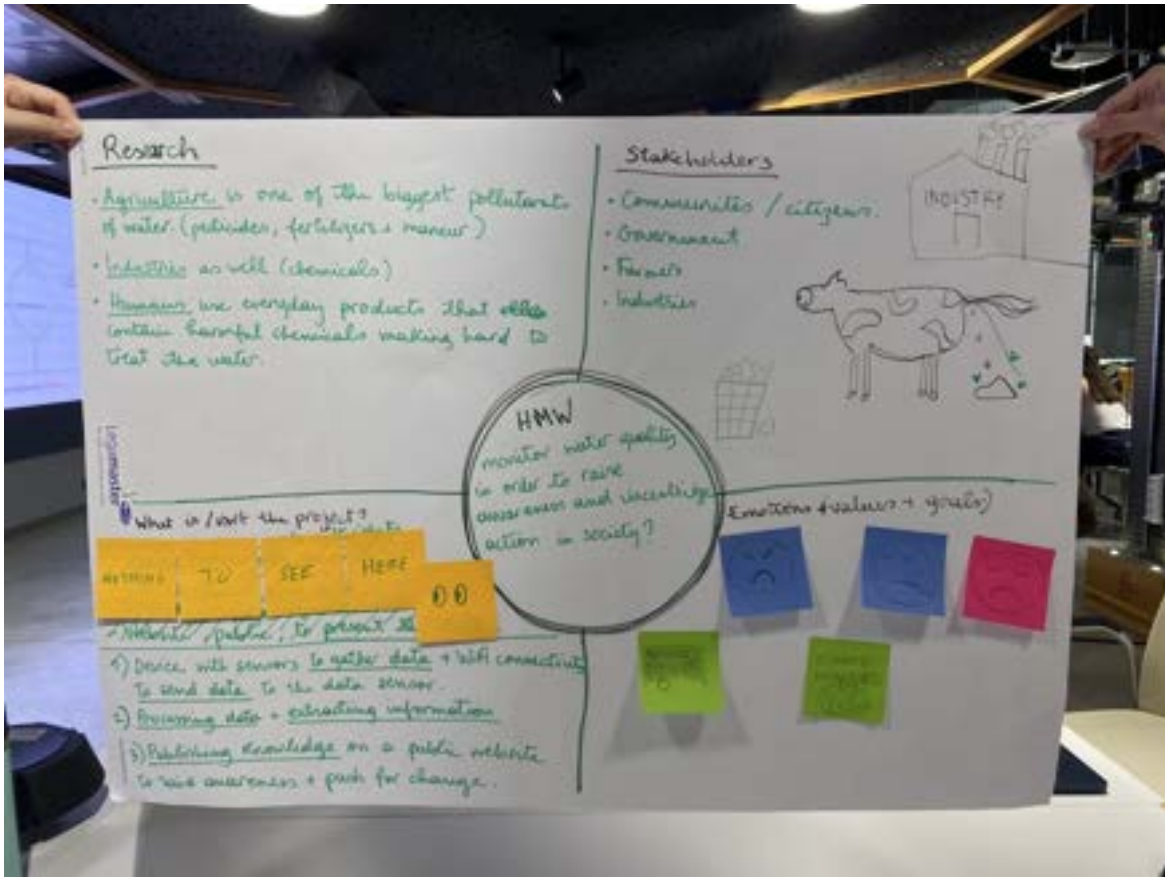 Research
• Agriculture is one of the biggest pollutants
of water (pesticides, fertilizers + maneur)
• Industries as well (chemicals)
• Humans use everyday products that
contain harmful chemicals making hard to
treat the water.
Stakeholders
• Communities / citizens.
• Government
• Farmers
• Industries
INDUSTRY
HMW
monitor water quality
in order to raise
awareness and
action in society?
Legamaster
What is / isn't the project?
NOTHING TO SEE HERE
• Website, public, to present
1) Device with sensors to gather data + Wifi connectivity
to send data to the data sensor.
2) Processing data + extracting information
3) Publishing knowledge on a public website
to raise awareness + push for change.
Emotions (values + goals)